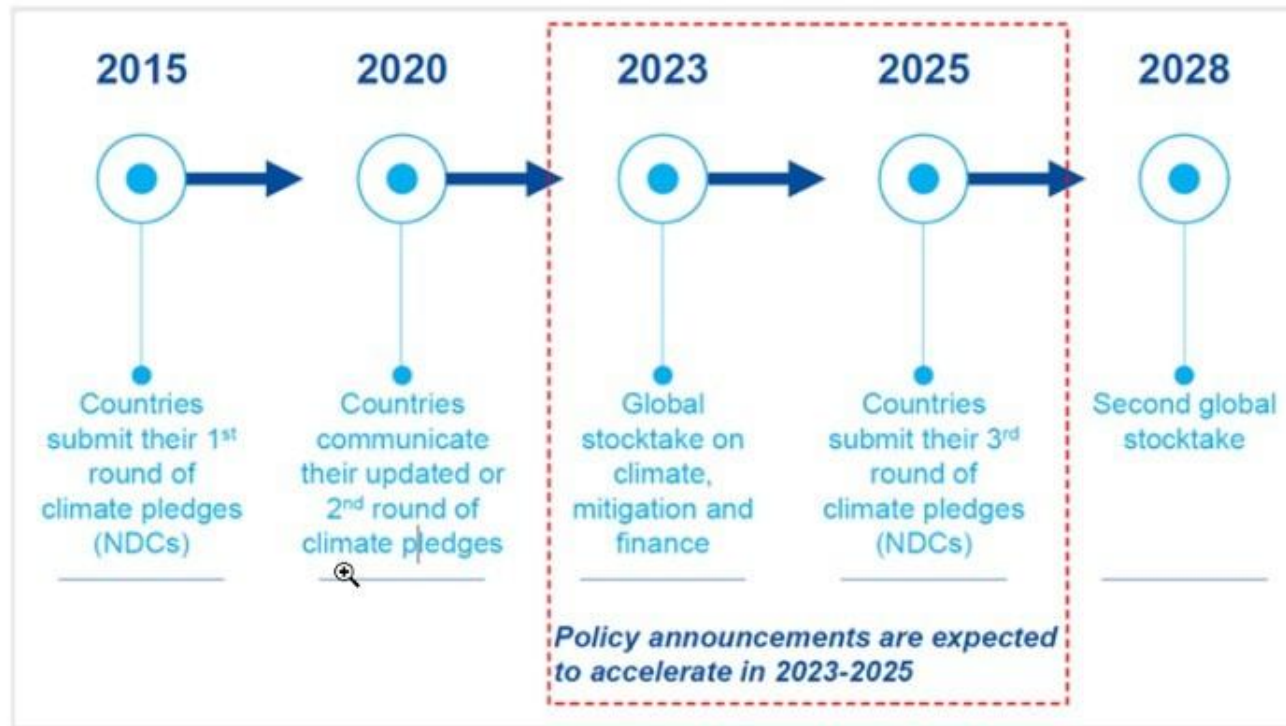 2015
2020
2023
2025
2028
Countries
submit their 1st
round of
climate pledges
(NDCs)
Countries
communicate
their updated or
2nd round of
climate pledges
Global
stocktake on
climate,
mitigation and
finance
Countries
submit their 3rd
round of
climate pledges
(NDCs)
Second global
stocktake
Policy announcements are expected
to accelerate in 2023-2025